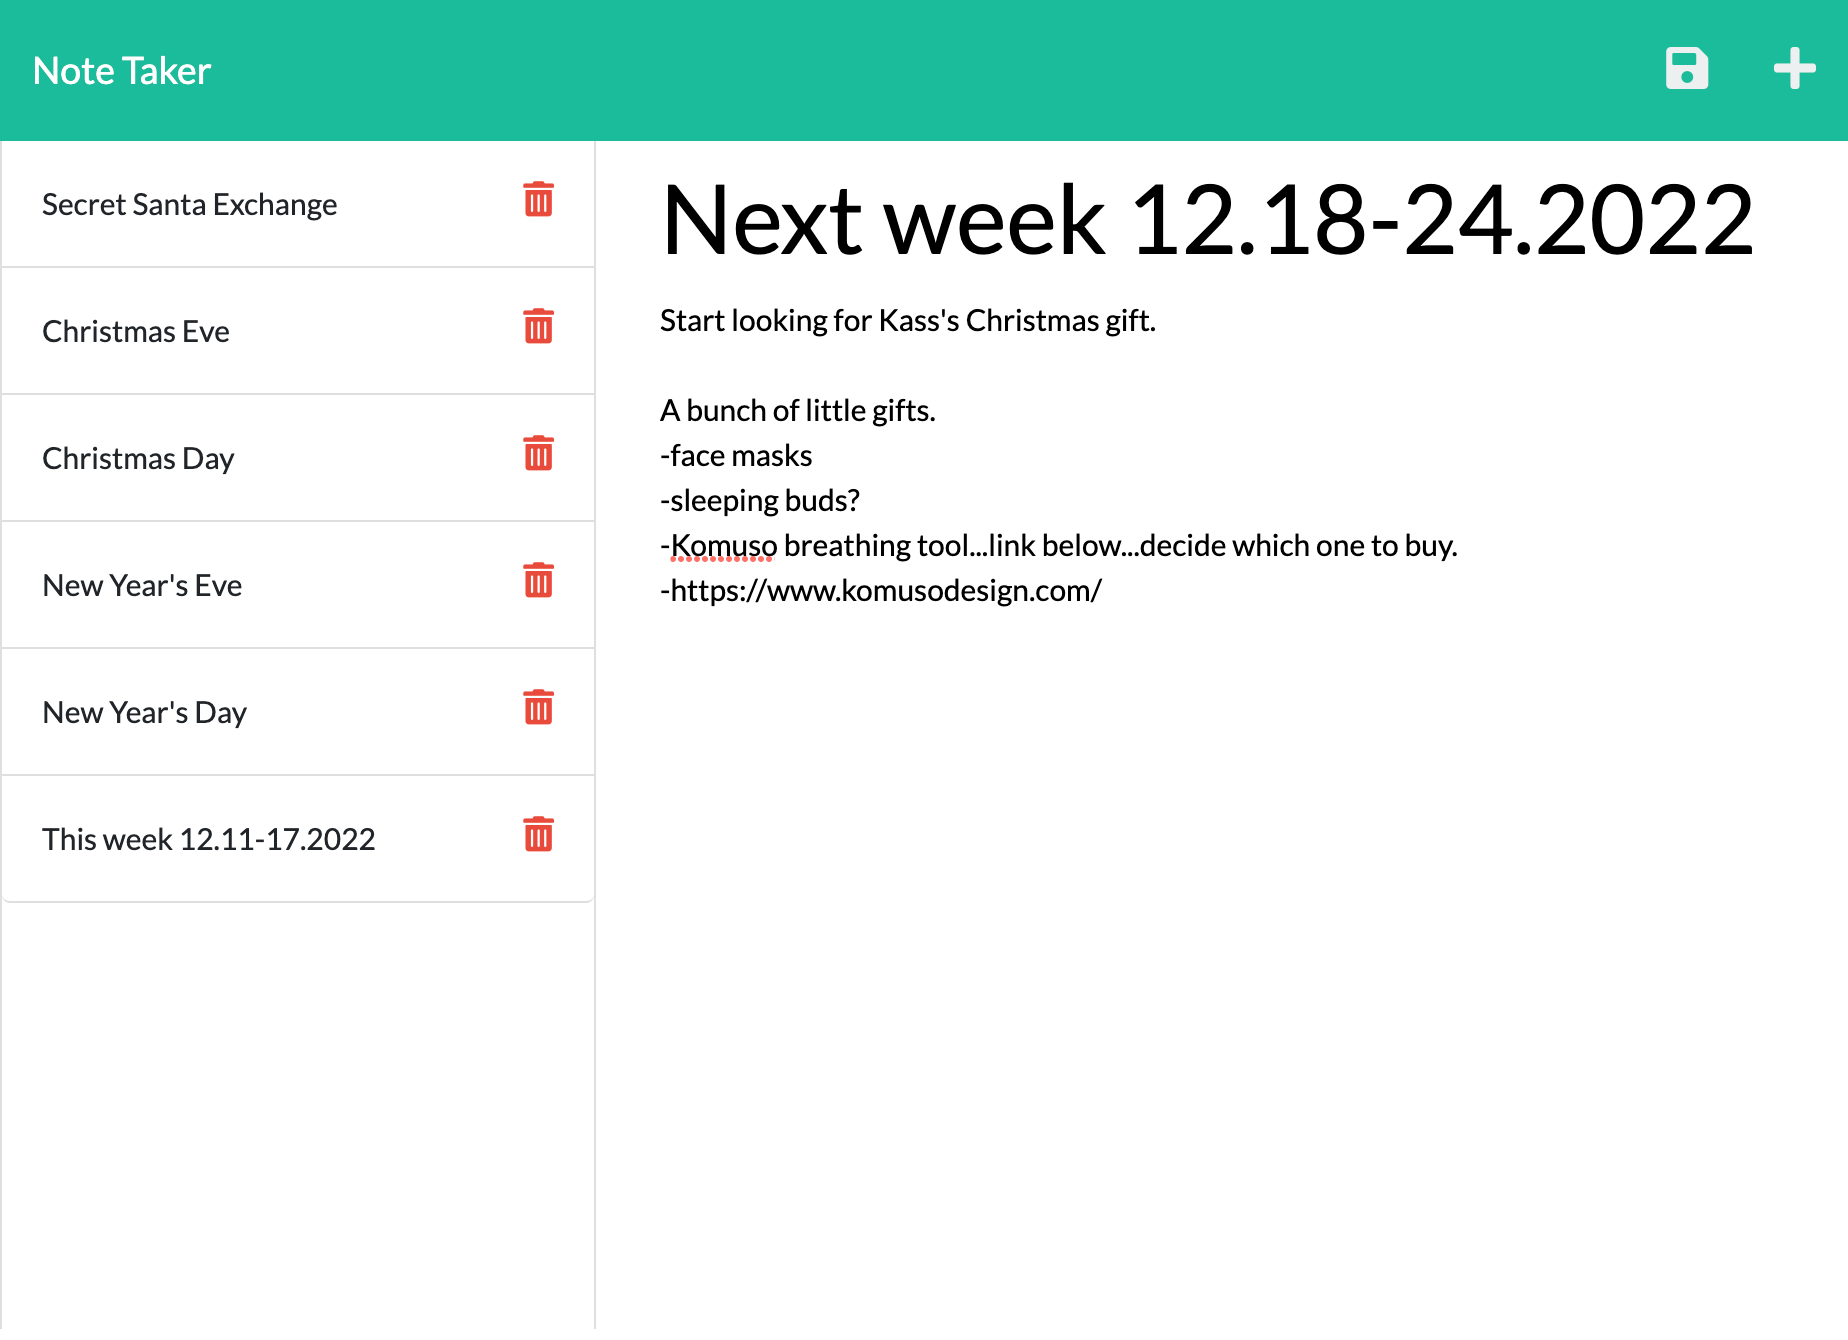 Note Taker
Secret Santa Exchange
Christmas Eve
Christmas Day
New Year's Eve
New Year's Day
This week 12.11-17.2022
Next week 12.18-24.2022
Start looking for Kass's Christmas gift.
A bunch of little gifts.
-face masks
-sleeping buds?
-Komuso breathing tool...link below...decide which one to buy.
-https://www.komusodesign.com/